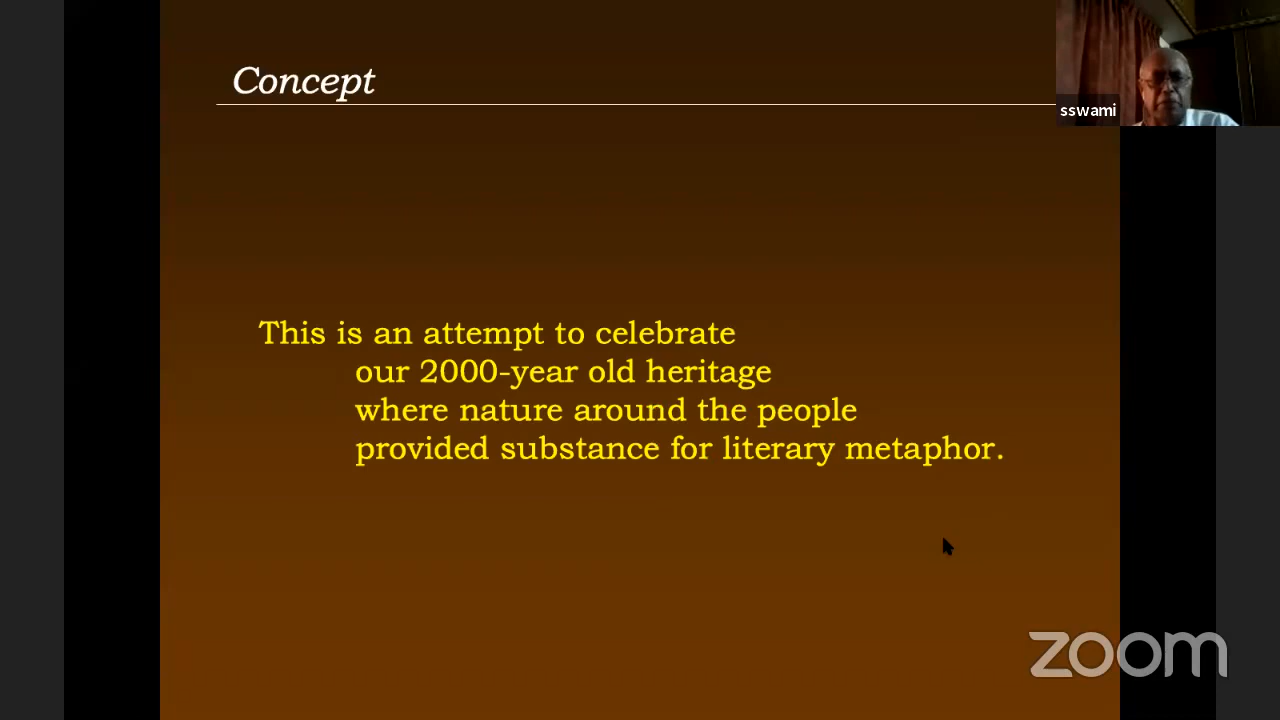 Concept
sswami
This is an attempt to celebrate
our 2000-year old heritage
where nature around the people
provided substance for literary metaphor.
zoom